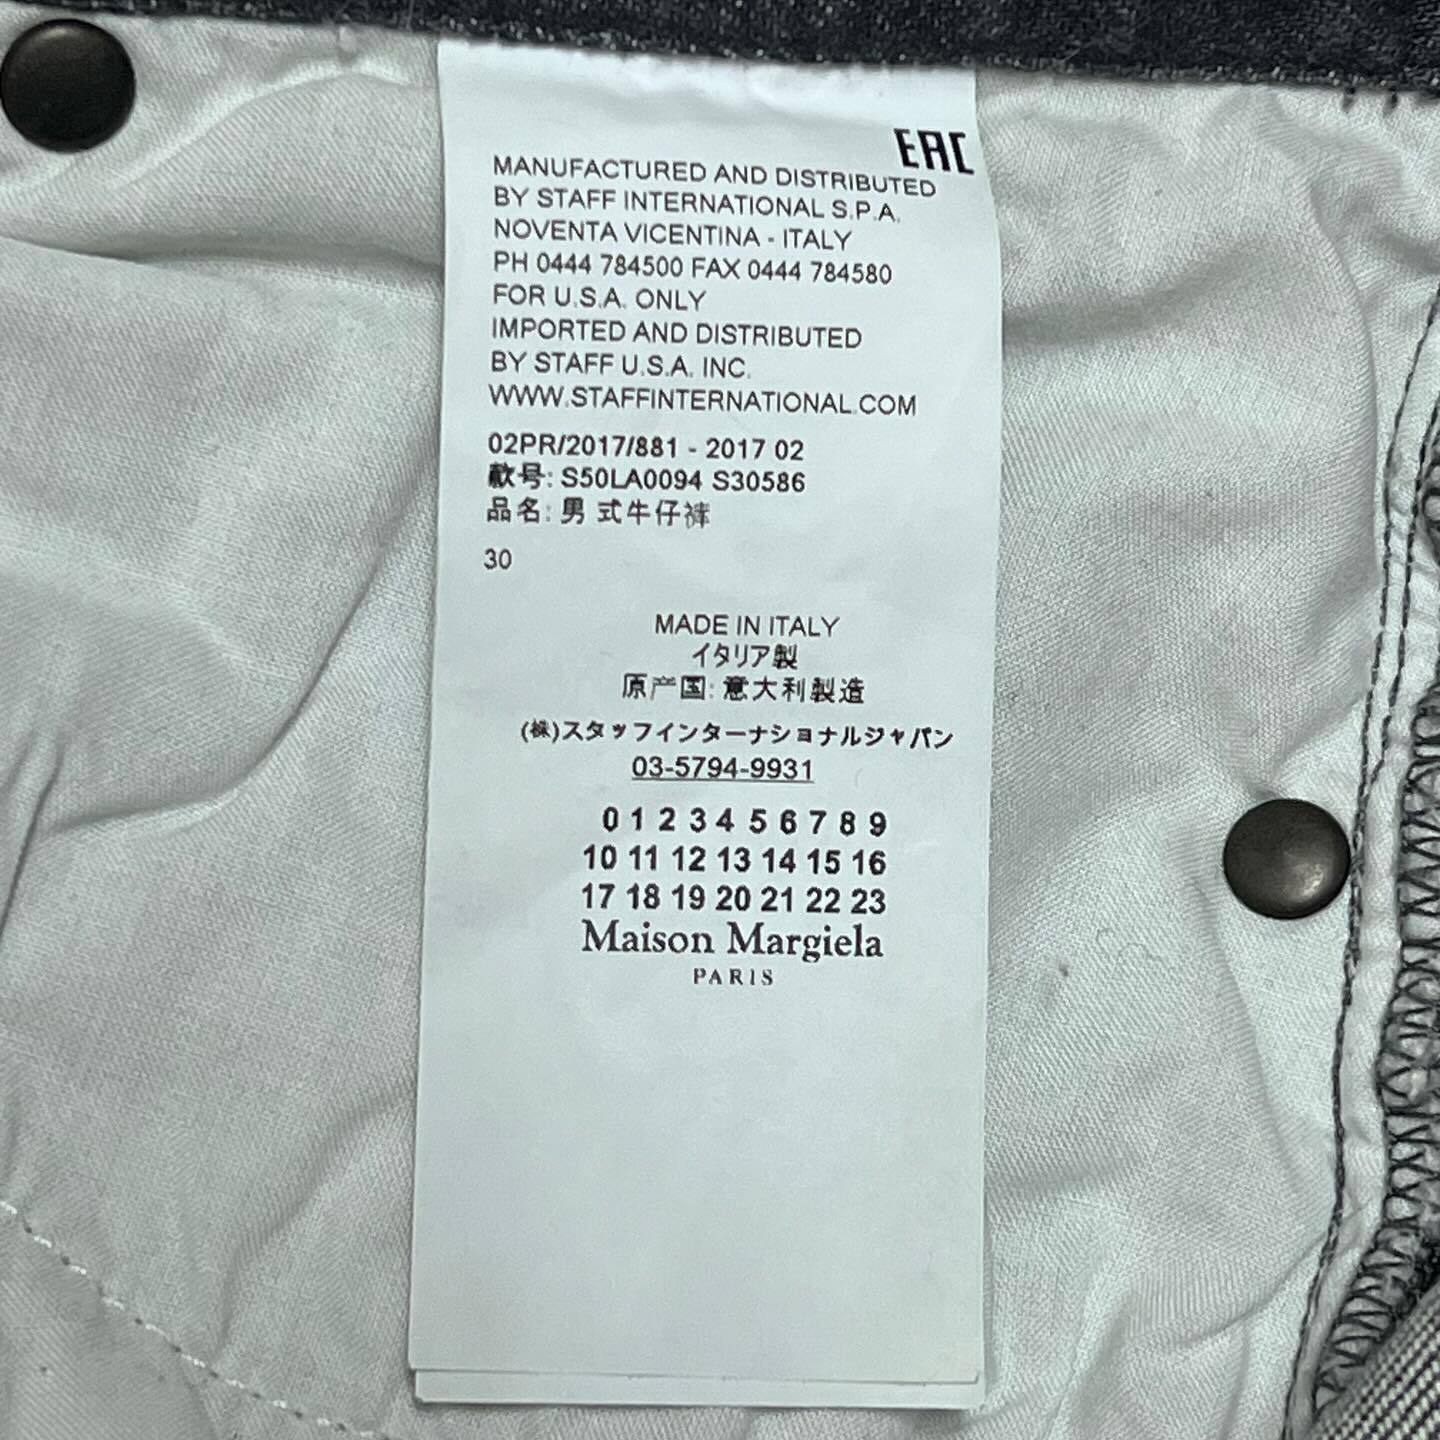 EAC
MANUFACTURED AND DISTRIBUTED
BY STAFF INTERNATIONAL S.P.A.
NOVENTA VICENTINA - ITALY
PH 0444 784500 FAX 0444 784580
FOR U.S.A. ONLY
IMPORTED AND DISTRIBUTED
BY STAFF U.S.A. INC.
WWW.STAFFINTERNATIONAL.COM
02PR/2017/881 - 2017 02
款号: S50LA0094 S30586
品名: 男式牛仔裤
30
MADE IN ITALY
イタリア製
原产国: 意大利製造
(株)スタッフインターナショナルジャパン
03-5794-9931
0 1 2 3 4 5 6 7 8 9
10 11 12 13 14 15 16
17 18 19 20 21 22 23
Maison Margiela
PARIS